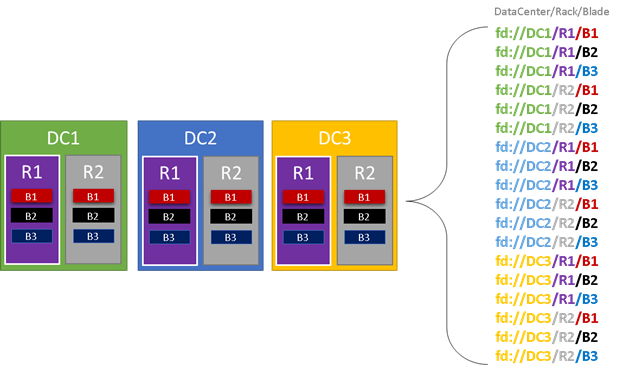 DataCenter/Rack/Blade
fd://DC1/R1/B1
fd://DC1/R1/B2
fd://DC1/R1/B3
fd://DC1/R2/B1
fd://DC1/R2/B2
fd://DC1/R2/B3
fd://DC2/R1/B1
fd://DC2/R1/B2
fd://DC2/R1/B3
fd://DC2/R2/B1
fd://DC2/R2/B2
fd://DC2/R2/B3
fd://DC3/R1/B1
fd://DC3/R1/B2
fd://DC3/R1/B3
fd://DC3/R2/B1
fd://DC3/R2/B2
fd://DC3/R2/B3
DC1
R1
B1
B2
B3
R2
B1
B2
B3
DC2
R1
B1
B2
B3
R2
B1
B2
B3
DC3
R1
B1
B2
B3
R2
B1
B2
B3